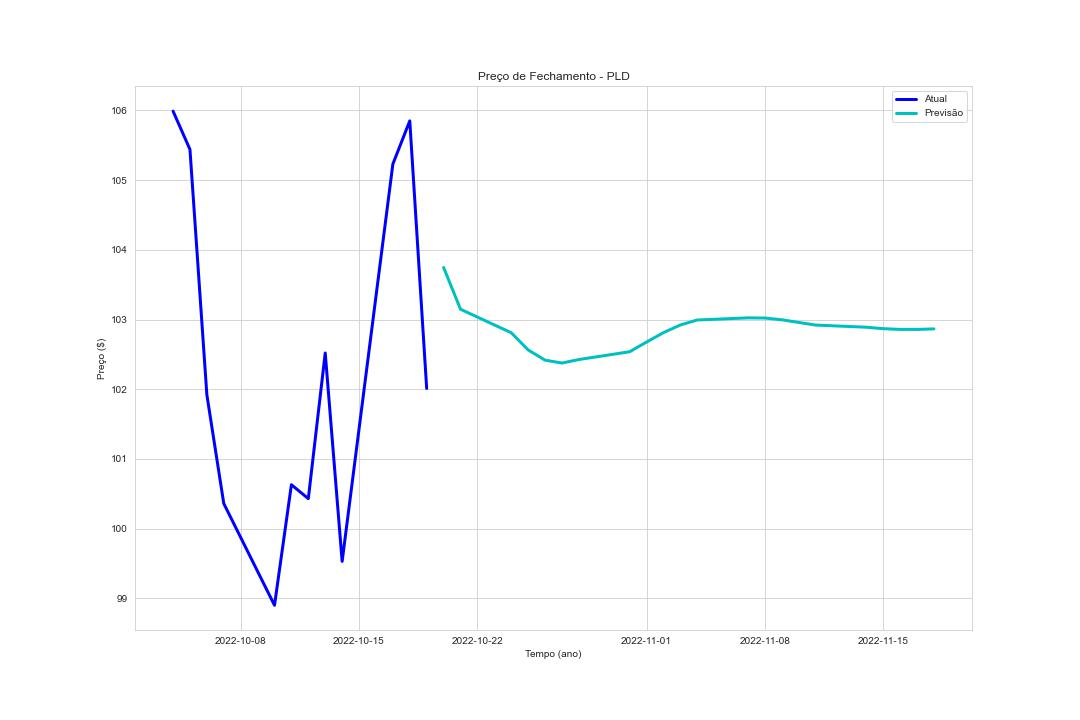 Preço de Fechamento - PLD
Atual
Previsão
106
105
104
103
102
101
100
99
Preço ($)
2022-10-08 2022-10-15 2022-10-22 2022-11-01 2022-11-08 2022-11-15
Tempo (ano)